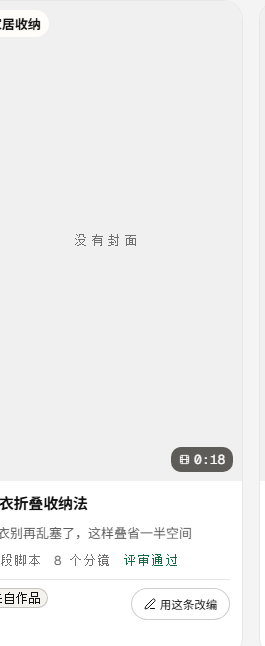 居收纳
没有封面
0:18
衣折叠收纳法
衣别再乱塞了，这样叠省一半空间
段脚本 8 个分镜 评审通过
自作品
用这条改编